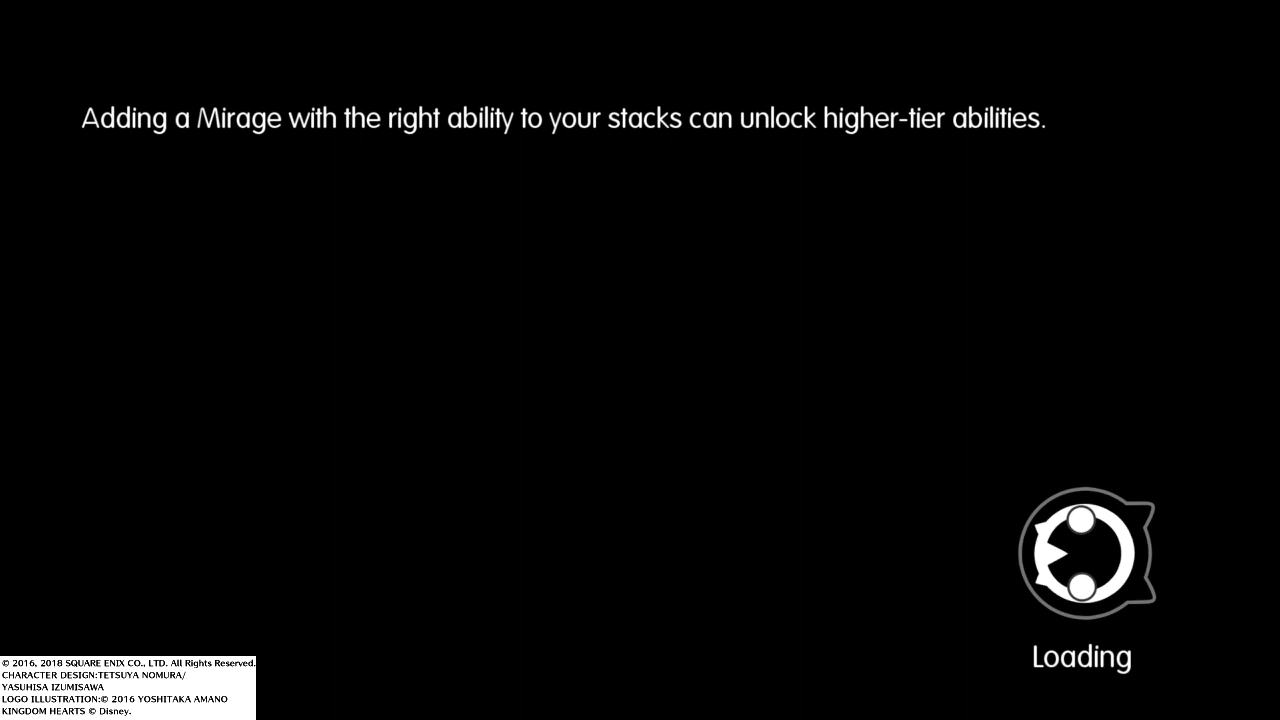 Adding a Mirage with the right ability to your stacks can unlock higher-tier abilities.
Loading
© 2016, 2018 SQUARE ENIX CO., LTD. All Rights Reserved.
CHARACTER DESIGN:TETSUYA NOMURA/
YASUHISA IZUMISAWA
LOGO ILLUSTRATION:© 2016 YOSHITAKA AMANO
KINGDOM HEARTS © Disney.